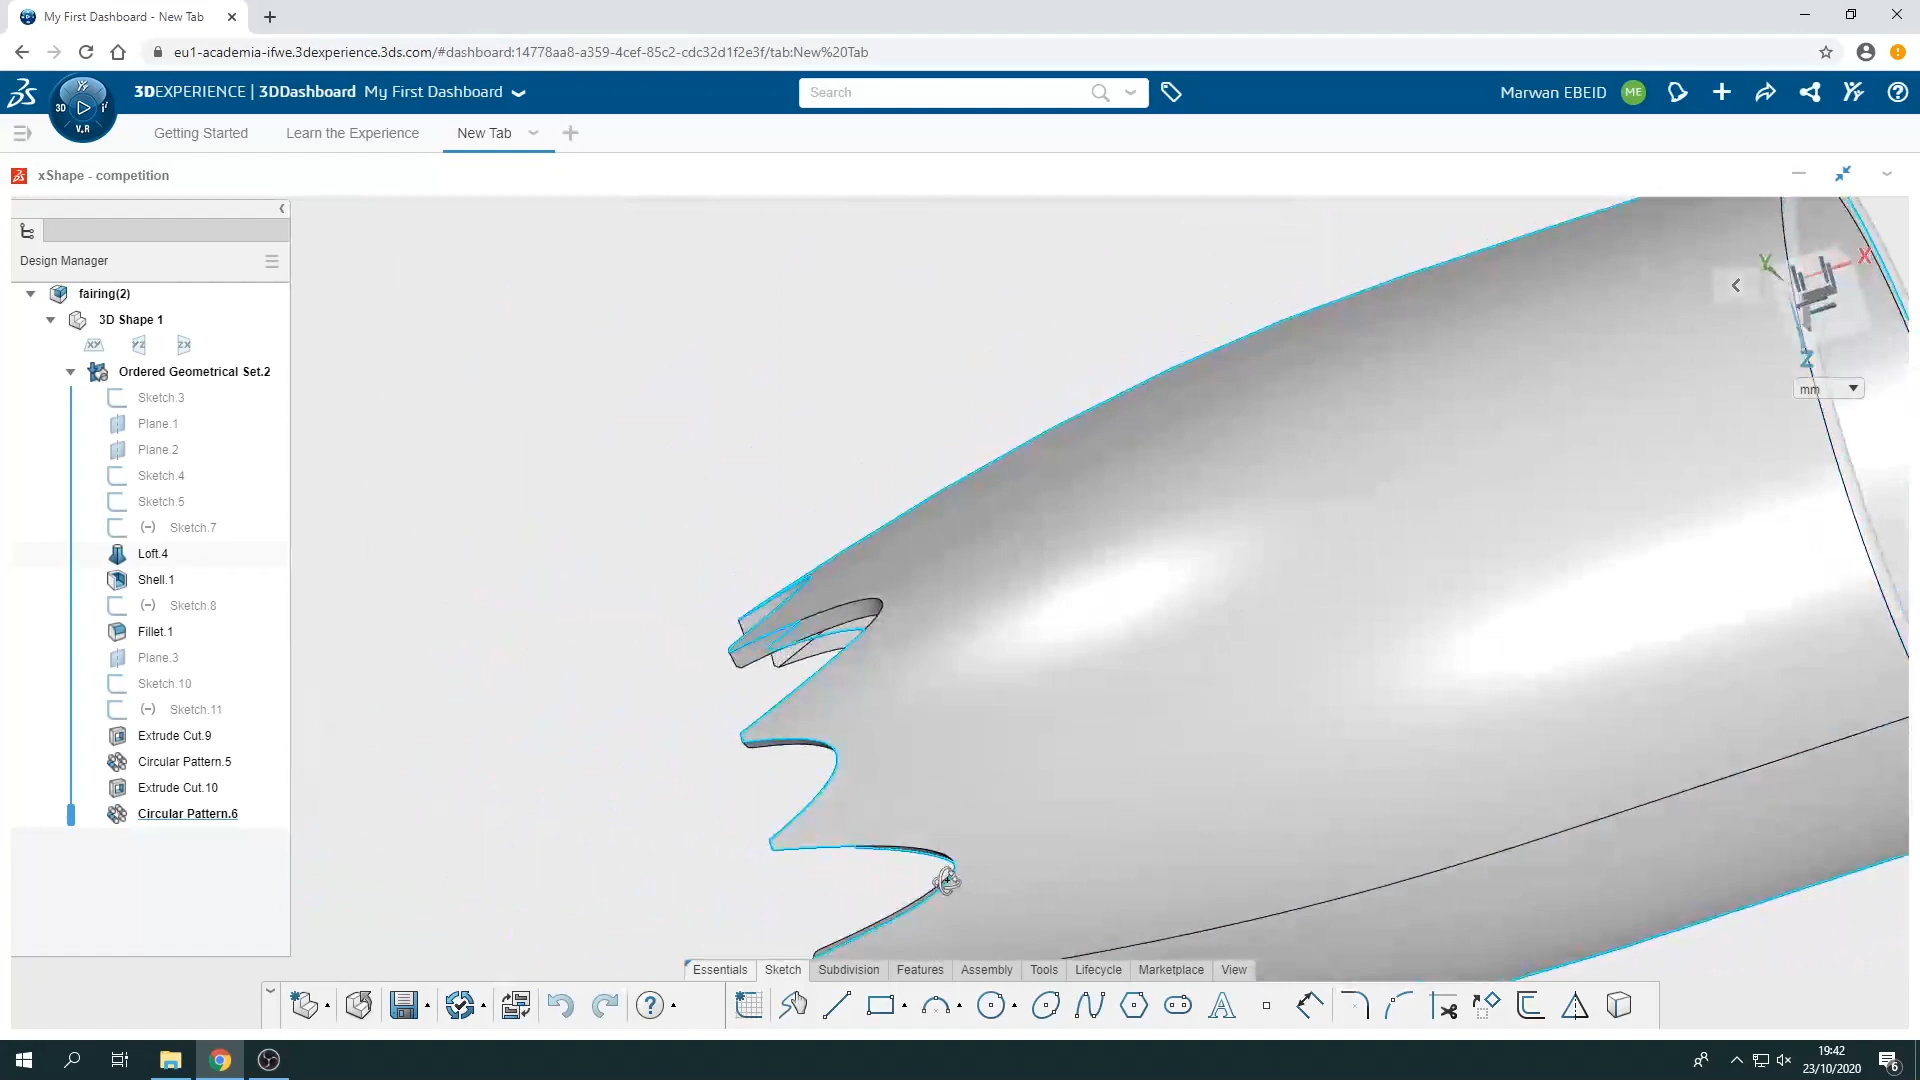 My First Dashboard - New Tab
eu1-academia-ifwe.3dexperience.3ds.com/#dashboard:14778aa8-a359-4cef-85c2-cdc32d1f2e3f/tab:New%20Tab
3D
V.R
3DEXPERIENCE | 3DDashboard My First Dashboard
Search
Marwan EBEID ME
Getting Started
Learn the Experience
New Tab
xShape - competition
Design Manager
fairing(2)
3D Shape 1
XY YZ ZX
Ordered Geometrical Set.2
Sketch.3
Plane.1
Plane.2
Sketch.4
Sketch.5
(-) Sketch.7
Loft.4
Shell.1
(-) Sketch.8
Fillet.1
Plane.3
Sketch.10
(-) Sketch.11
Extrude Cut.9
Circular Pattern.5
Extrude Cut.10
Circular Pattern.6
Y X
Z
mm
Essentials Sketch Subdivision Features Assembly Tools Lifecycle Marketplace View
19:42
23/10/2020
6